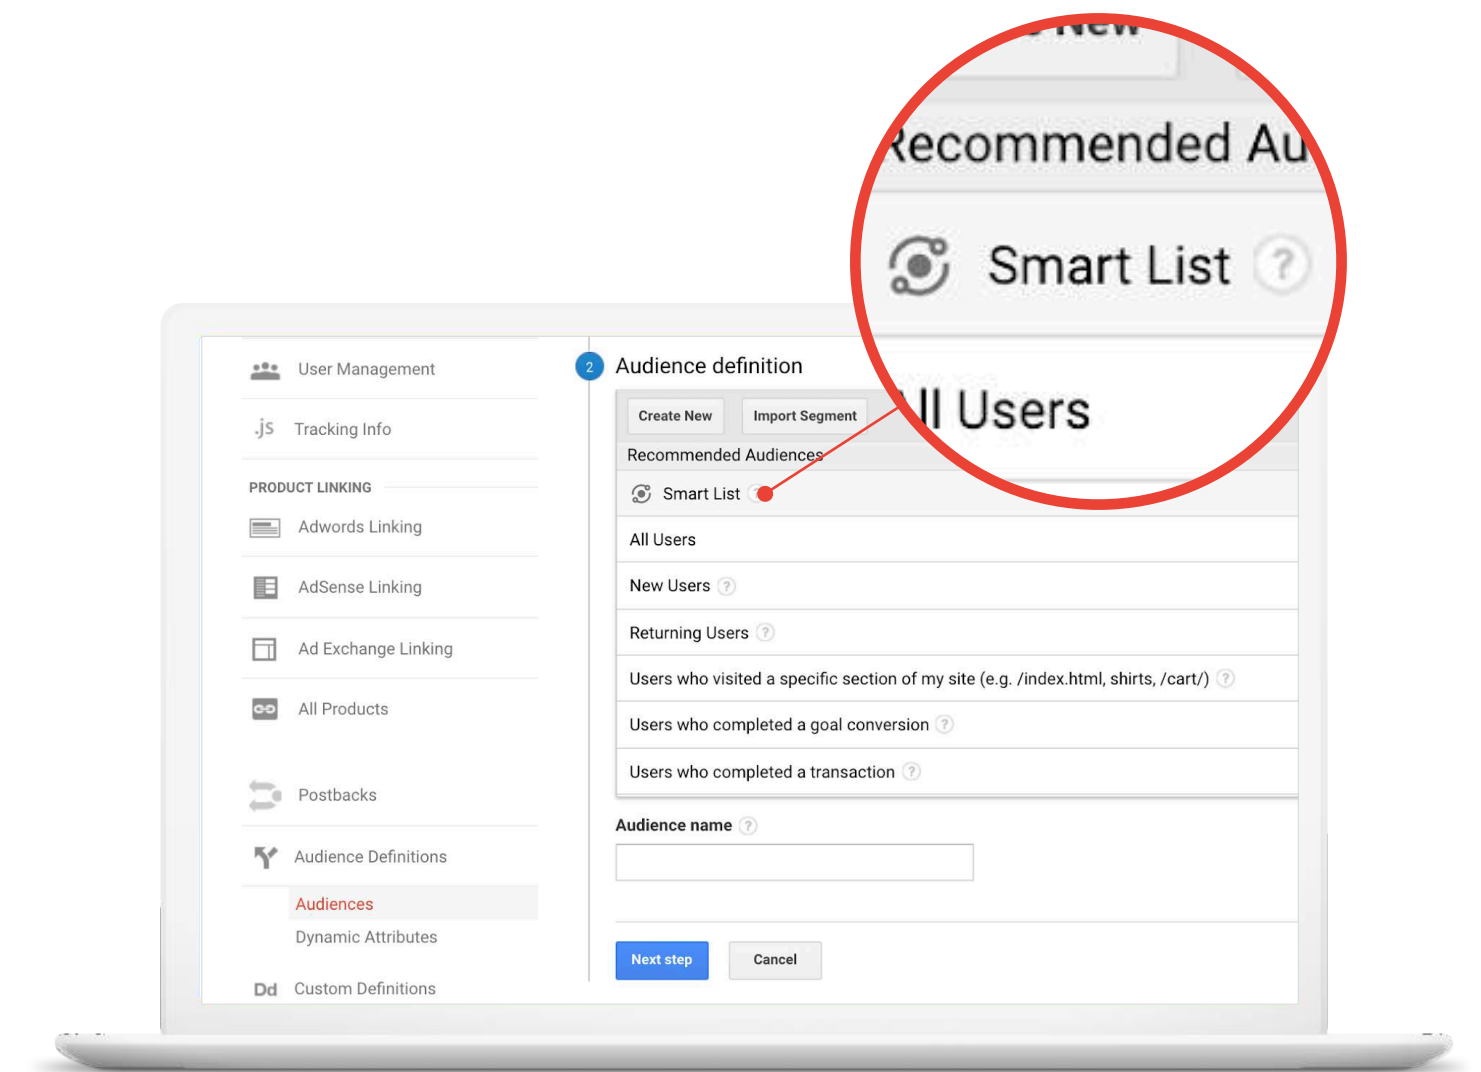 New
Recommended Au
Smart List ?
All Users
User Management
.js Tracking Info
PRODUCT LINKING
Adwords Linking
AdSense Linking
Ad Exchange Linking
All Products
Postbacks
Audience Definitions
Audiences
Dynamic Attributes
Dd Custom Definitions
2 Audience definition
Create New Import Segment
Recommended Audiences
Smart List
All Users
New Users ?
Returning Users ?
Users who visited a specific section of my site (e.g. /index.html, shirts, /cart/) ?
Users who completed a goal conversion ?
Users who completed a transaction ?
Audience name ?
Next step Cancel